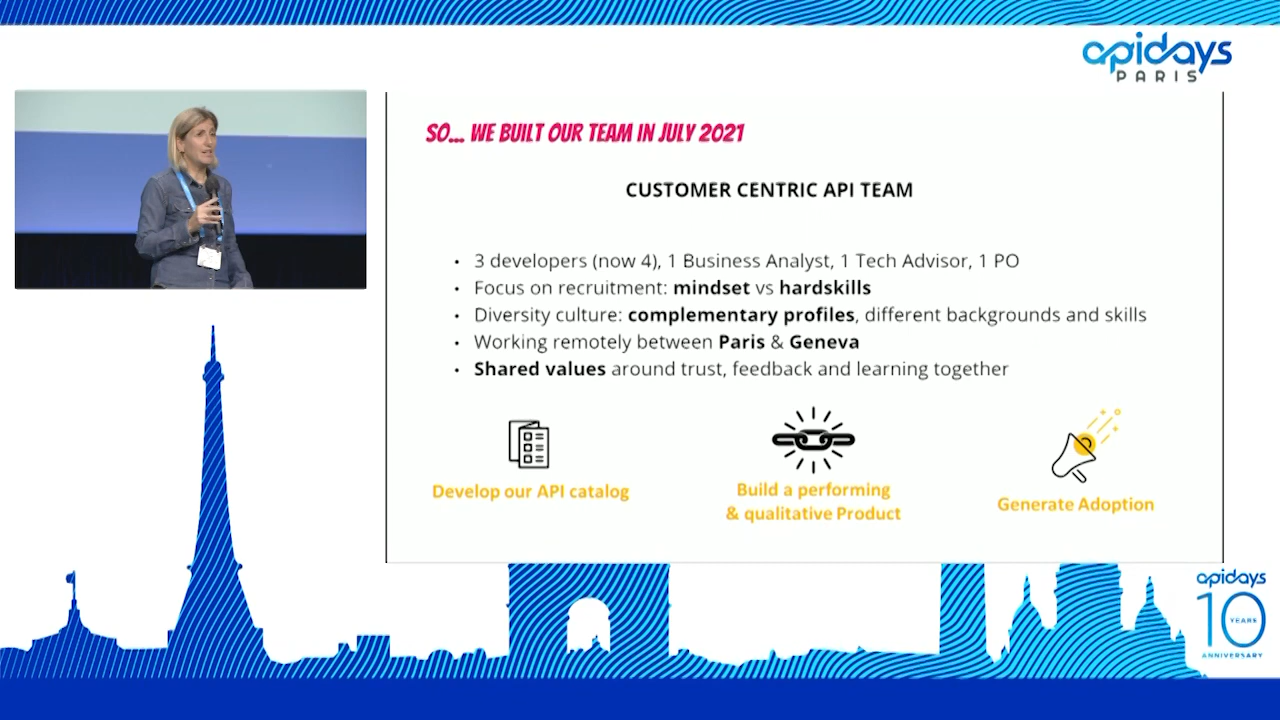 apidays
PARIS
SO... WE BUILT OUR TEAM IN JULY 2021
CUSTOMER CENTRIC API TEAM
• 3 developers (now 4), 1 Business Analyst, 1 Tech Advisor, 1 PO
• Focus on recruitment: mindset vs hardskills
• Diversity culture: complementary profiles, different backgrounds and skills
• Working remotely between Paris & Geneva
• Shared values around trust, feedback and learning together
Develop our API catalog
Build a performing
& qualitative Product
Generate Adoption
apidays
10
YEARS
ANNIVERSARY